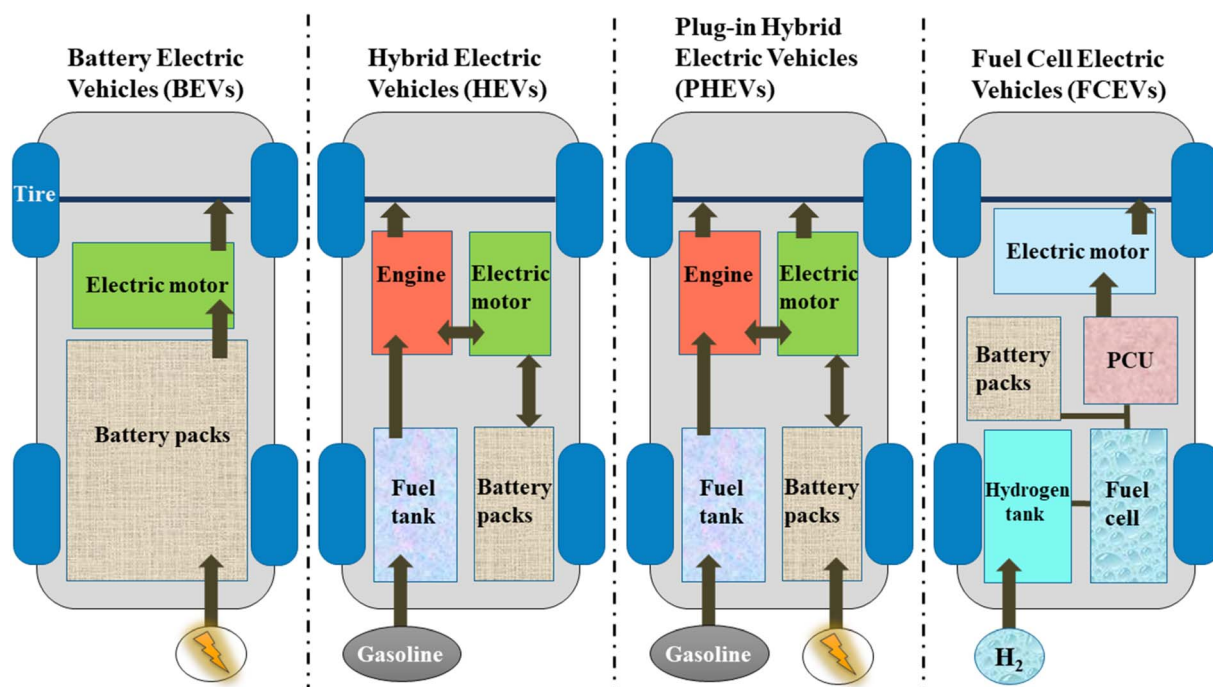 Battery Electric
Vehicles (BEVs)
Tire
Electric motor
Battery packs
Hybrid Electric
Vehicles (HEVs)
Engine
Electric
motor
Fuel
tank
Battery
packs
Gasoline
Plug-in Hybrid
Electric Vehicles
(PHEVs)
Engine
Electric
motor
Fuel
tank
Battery
packs
Gasoline
Fuel Cell Electric
Vehicles (FCEVs)
Electric motor
Battery
packs
PCU
Hydrogen
tank
Fuel
cell
H₂